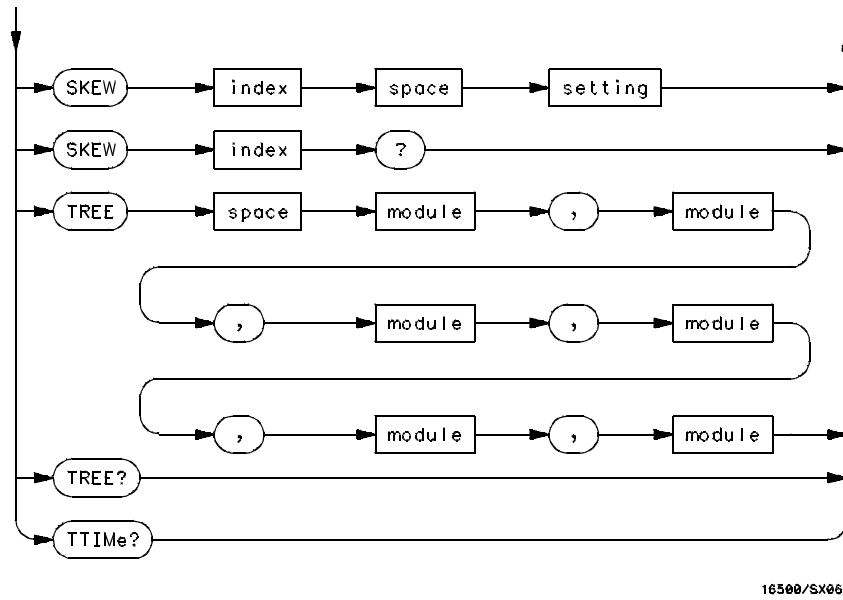 SKEW index space setting
SKEW index ?
TREE space module , module
, module , module
, module , module
TREE?
TTIMe?
16500/SX06